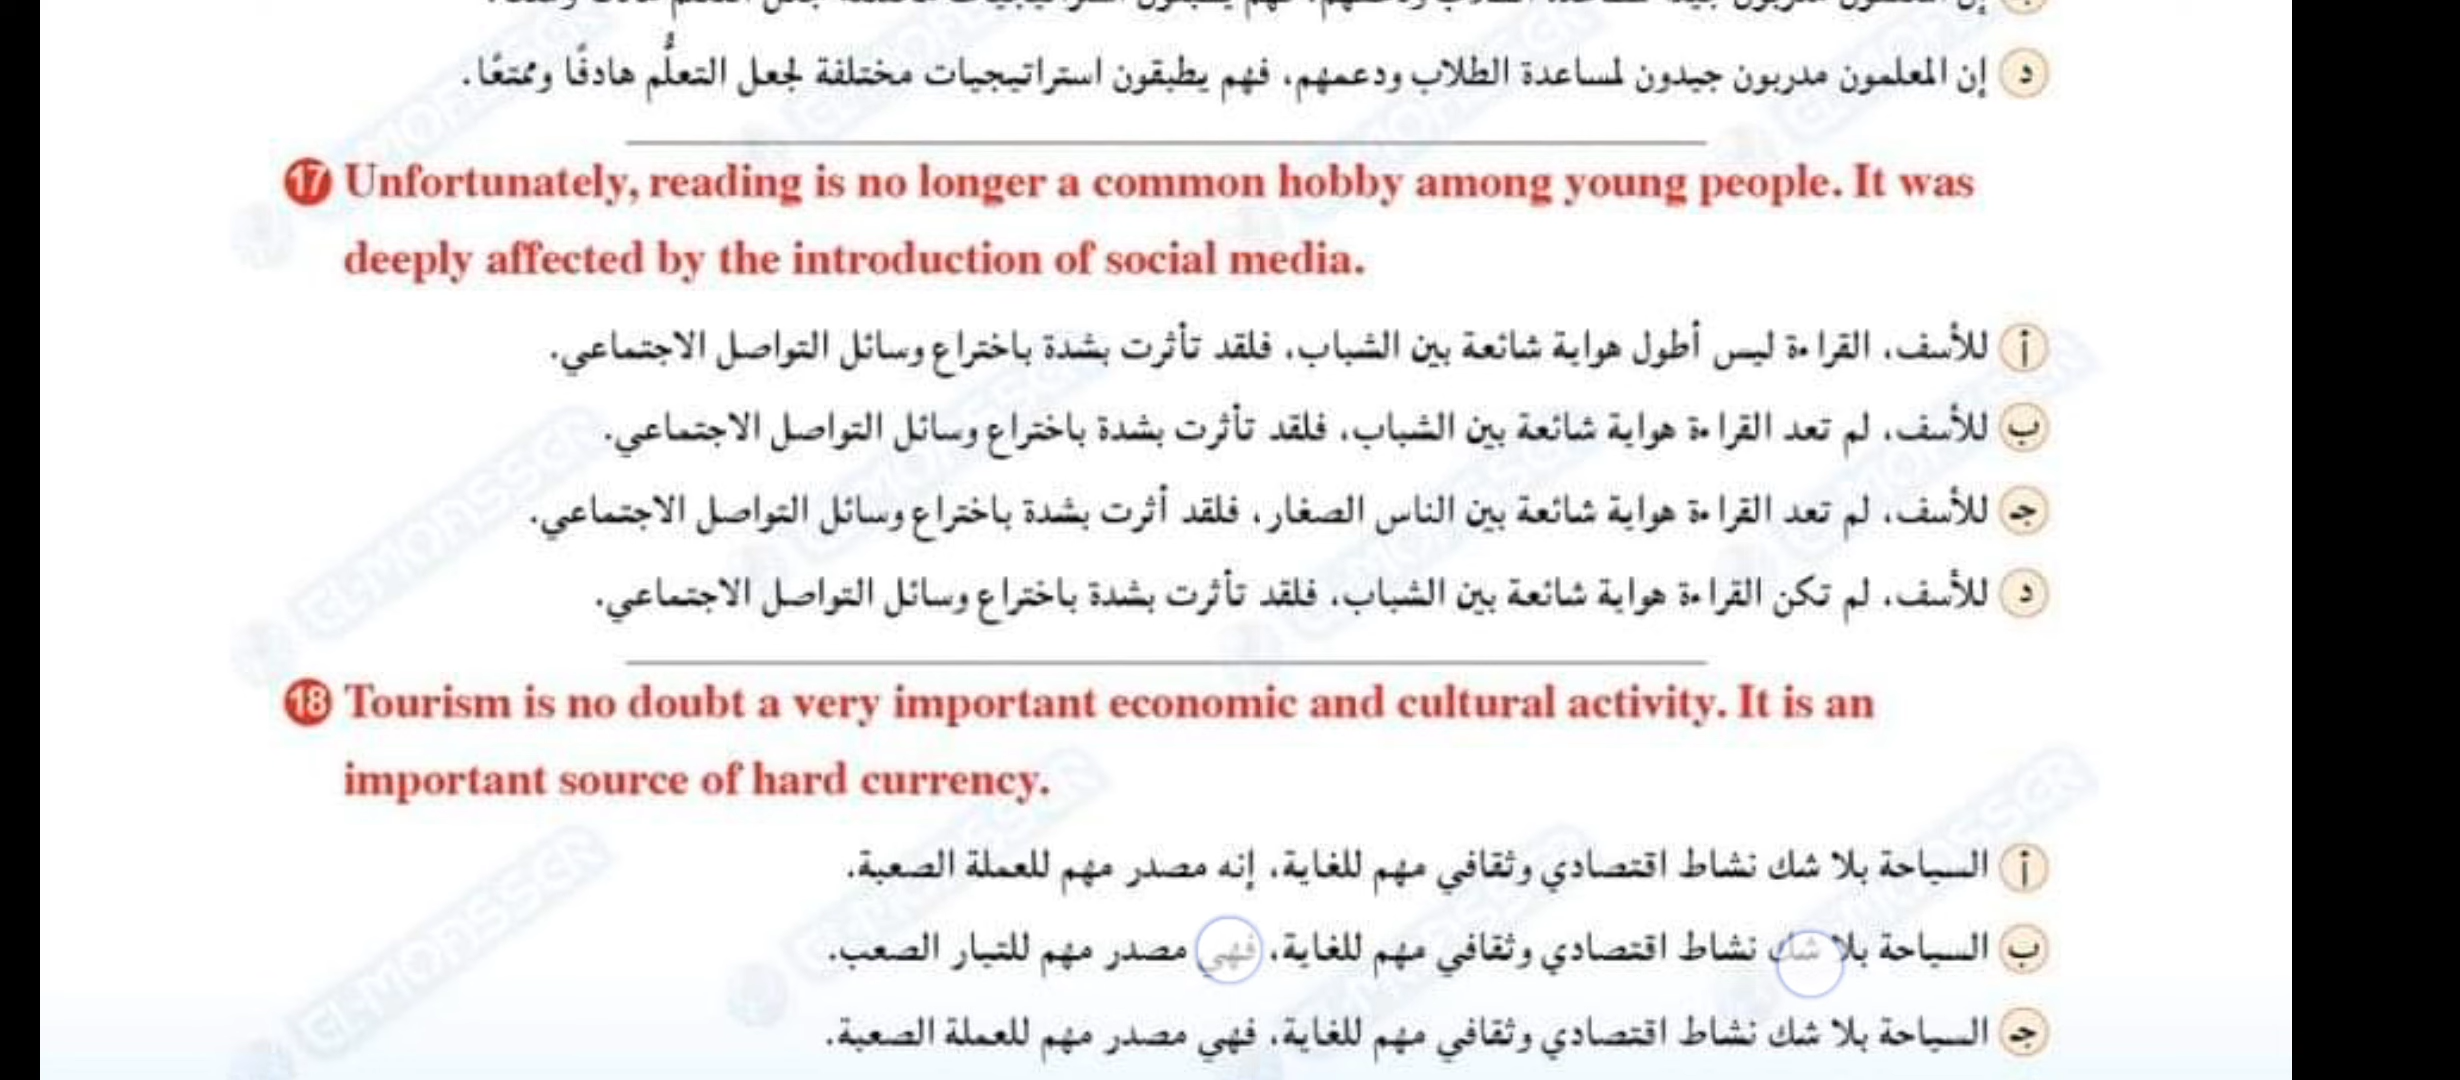 د إن المعلمون مدربون جيدون لمساعدة الطلاب ودعمهم، فهم يطبقون استراتيجيات مختلفة لجعل التعلُّم هادفًا وممتعًا.
17 Unfortunately, reading is no longer a common hobby among young people. It was
deeply affected by the introduction of social media.
أ للأسف، القراءة ليس أطول هواية شائعة بين الشباب، فلقد تأثرت بشدة باختراع وسائل التواصل الاجتماعي.
ب للأسف، لم تعد القراءة هواية شائعة بين الشباب، فلقد تأثرت بشدة باختراع وسائل التواصل الاجتماعي.
جـ للأسف، لم تعد القراءة هواية شائعة بين الناس الصغار، فلقد أثرت بشدة باختراع وسائل التواصل الاجتماعي.
د للأسف، لم تكن القراءة هواية شائعة بين الشباب، فلقد تأثرت بشدة باختراع وسائل التواصل الاجتماعي.
18 Tourism is no doubt a very important economic and cultural activity. It is an
important source of hard currency.
أ السياحة بلا شك نشاط اقتصادي وثقافي مهم للغاية، إنه مصدر مهم للعملة الصعبة.
ب السياحة بلا شك نشاط اقتصادي وثقافي مهم للغاية، فهي مصدر مهم للتيار الصعب.
جـ السياحة بلا شك نشاط اقتصادي وثقافي مهم للغاية، فهي مصدر مهم للعملة الصعبة.